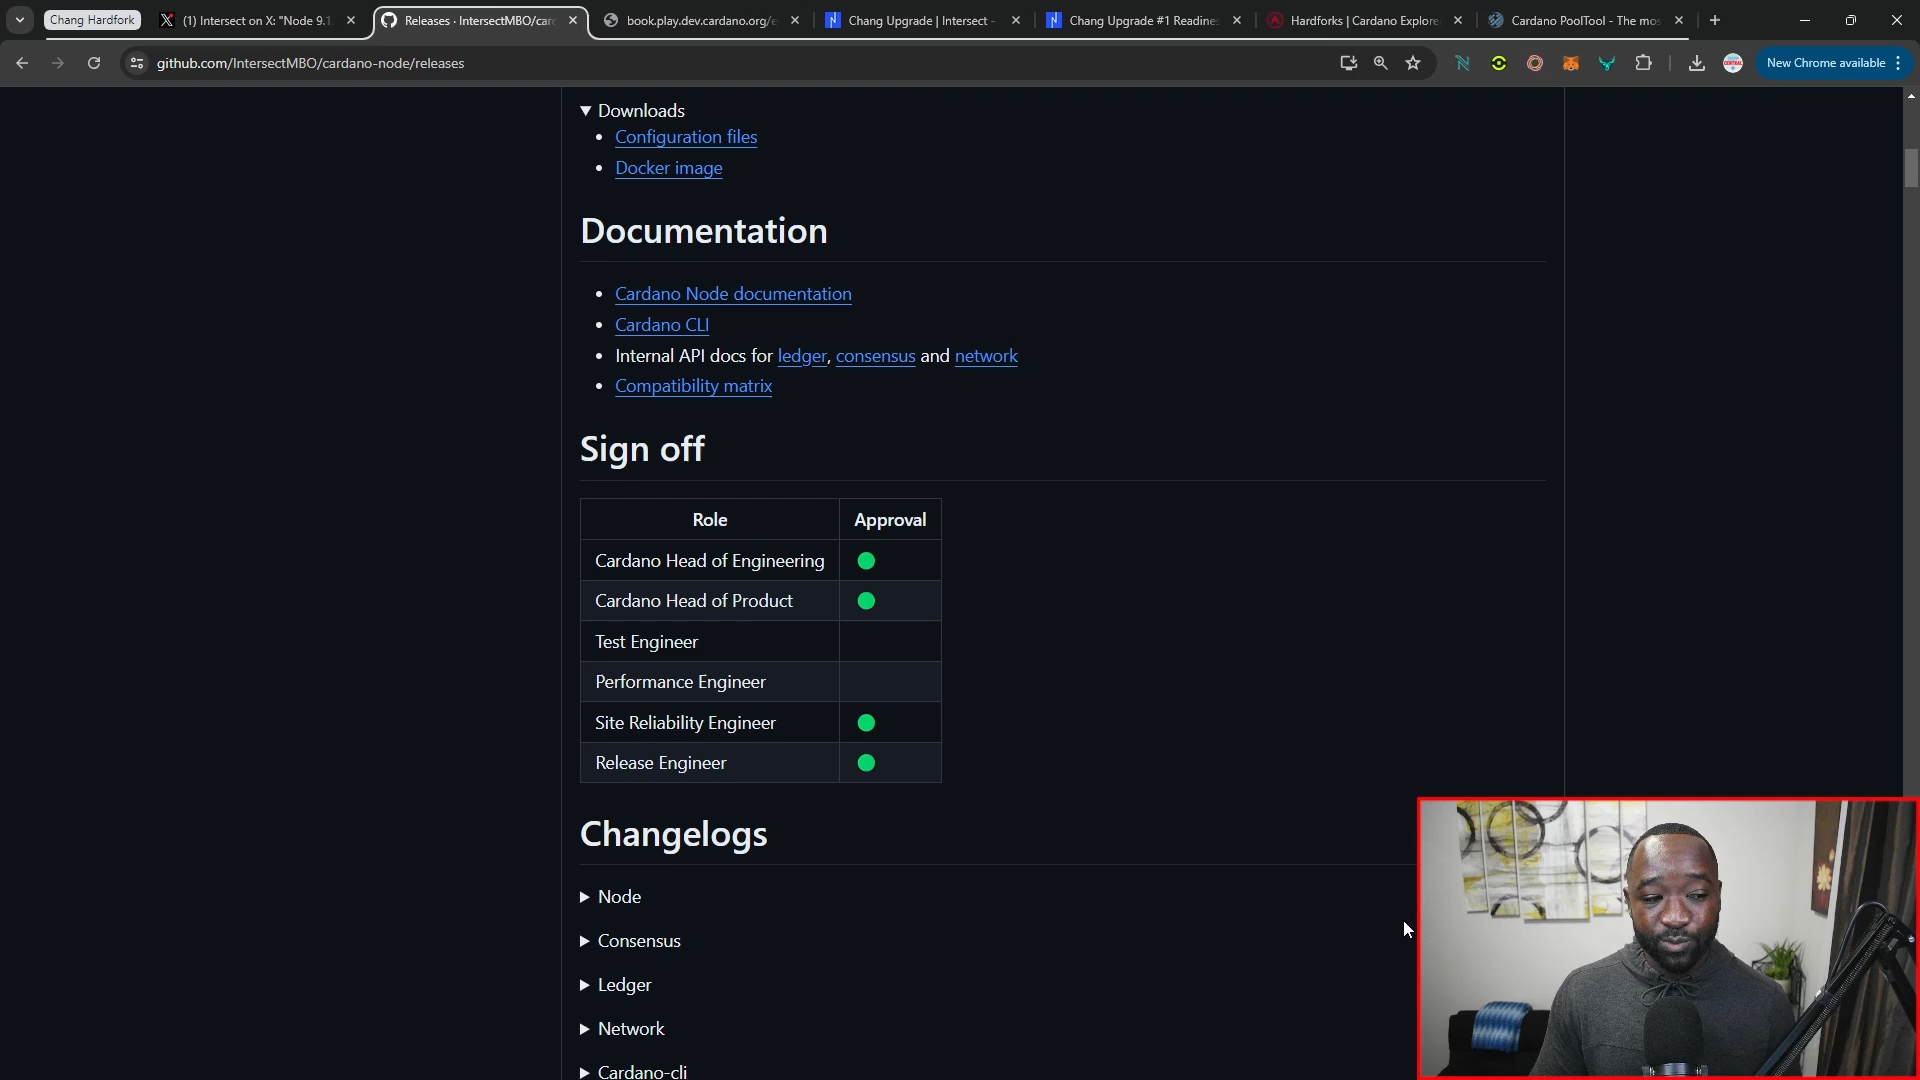 Chang Hardfork
(1) Intersect on X: "Node 9.1
Releases · IntersectMBO/car
book.play.dev.cardano.org/e
Chang Upgrade | Intersect -
Chang Upgrade #1 Readines
Hardforks | Cardano Explore
Cardano PoolTool - The mos
github.com/IntersectMBO/cardano-node/releases
New Chrome available
Downloads
Configuration files
Docker image
Documentation
Cardano Node documentation
Cardano CLI
Internal API docs for ledger, consensus and network
Compatibility matrix
Sign off
Role Approval
Cardano Head of Engineering
Cardano Head of Product
Test Engineer
Performance Engineer
Site Reliability Engineer
Release Engineer
Changelogs
Node
Consensus
Ledger
Network
Cardano-cli